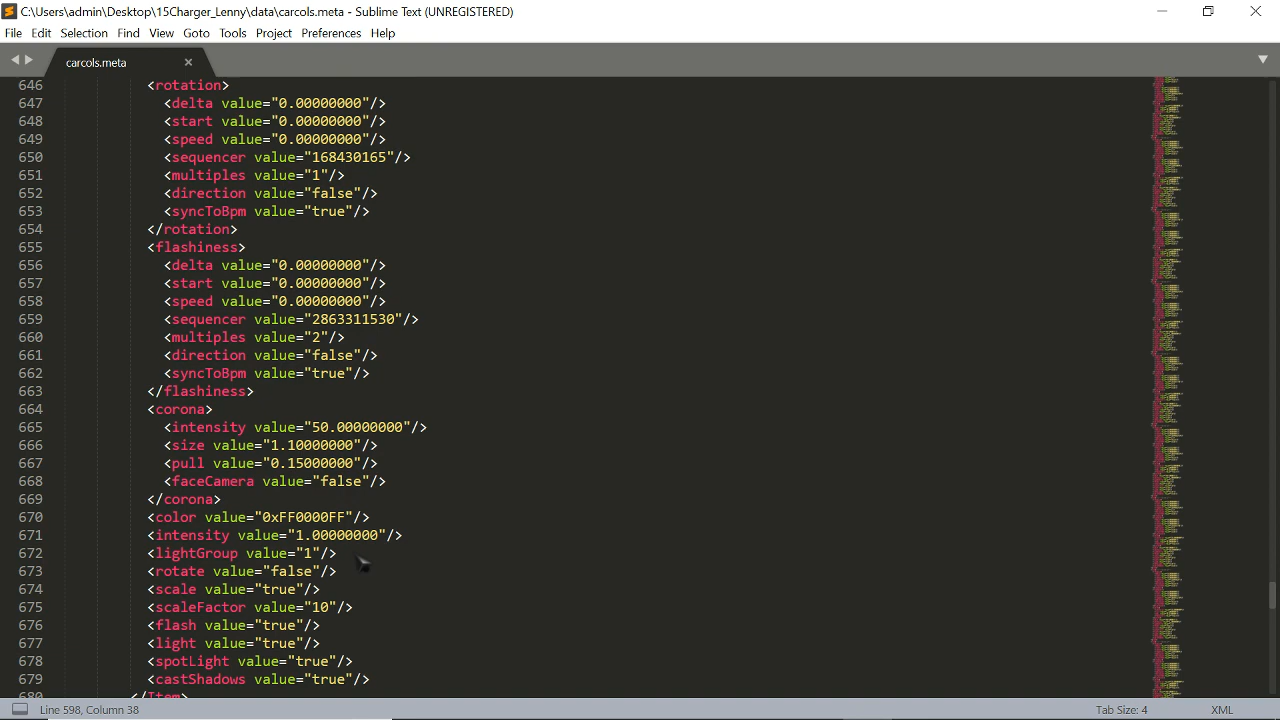 C:\Users\admin\Desktop\15Charger_Lenny\data\carcols.meta - Sublime Text (UNREGISTERED)
File Edit Selection Find View Goto Tools Project Preferences Help
carcols.meta
646 <rotation>
647 <delta value="0.00000000"/>
648 <start value="0.00000000"/>
649 <speed value="0.00000000"/>
650 <sequencer value="1684313103"/>
651 <multiples value="1"/>
652 <direction value="false"/>
653 <syncToBpm value="true"/>
654 </rotation>
655 <flashiness>
656 <delta value="0.00000000"/>
657 <start value="0.00000000"/>
658 <speed value="0.20000000"/>
659 <sequencer value="2863311530"/>
660 <multiples value="2"/>
661 <direction value="false"/>
662 <syncToBpm value="true"/>
663 </flashiness>
664 <corona>
665 <intensity value="50.00000000"/>
666 <size value="1.10000000"/>
667 <pull value="0.10000000"/>
668 <faceCamera value="false"/>
669 </corona>
670 <color
671 <intensity
672 <lightGroup value="1"/>
673 <rotate value="false"/>
674 <scale value="true"/>
675 <scaleFactor value="10"/>
676 <flash value="true"/>
677 <light value="true"/>
678 <spotLight value="true"/>
679 <castShadows value="true"/>
680 </Item>
Line 598, Column 38 Tab Size: 4 XML